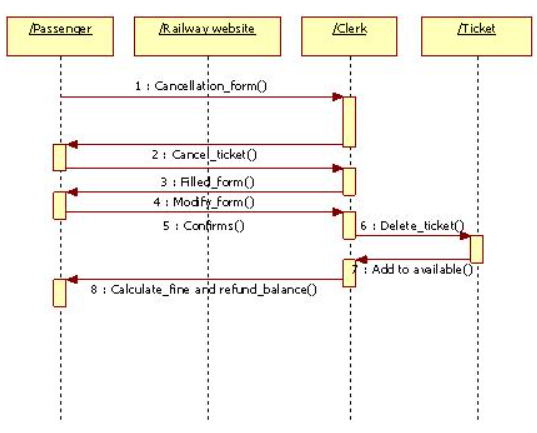 /Passenger
/Railway website
/Clerk
/Ticket
1 : Cancellation_form()
2 : Cancel_ticket()
3 : Filled_form()
4 : Modify_form()
5 : Confirms()
6 : Delete_ticket()
7 : Add to available()
8 : Calculate_fine and refund_balance()